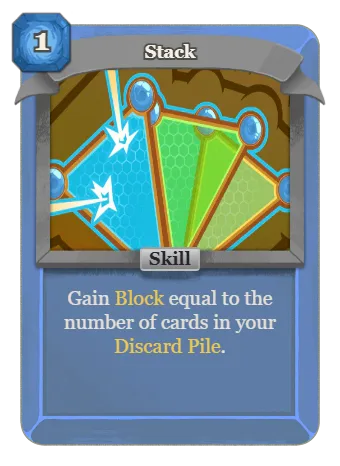 1
Stack
Skill
Gain Block equal to the
number of cards in your
Discard Pile.